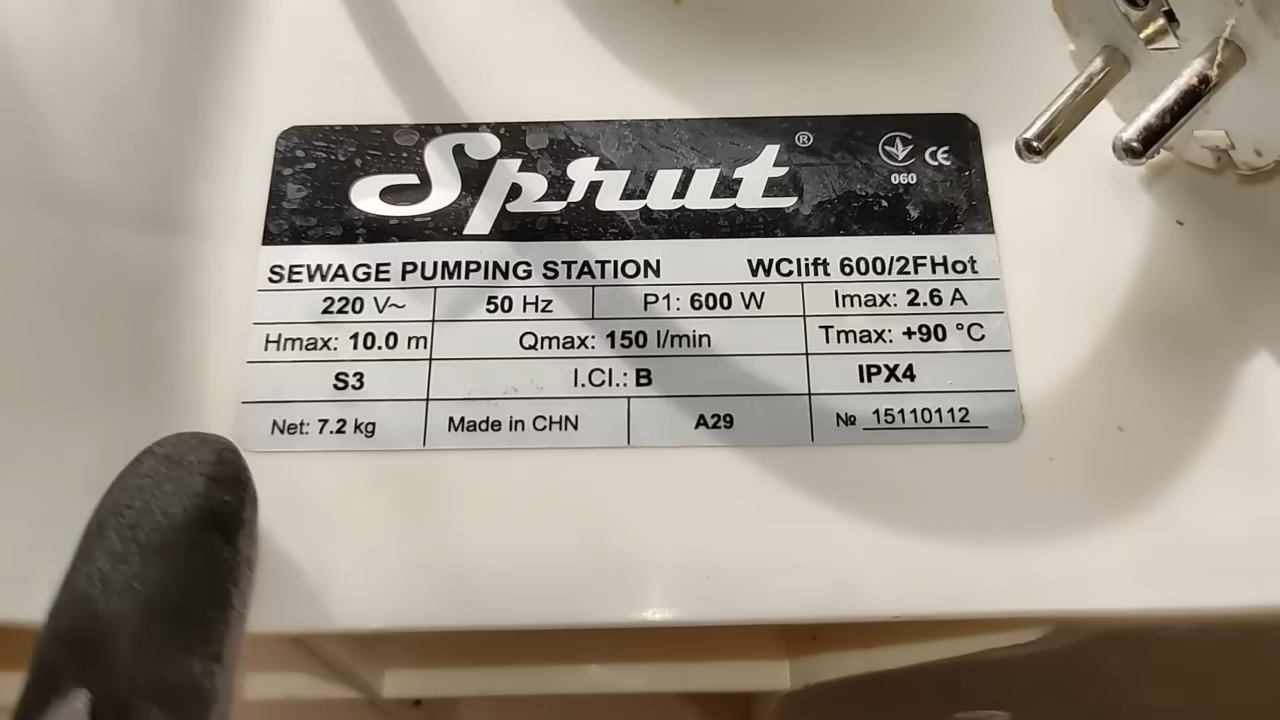 Sprut®
CE
060
SEWAGE PUMPING STATION WClift 600/2FHot
220 V~ 50 Hz P1: 600 W Imax: 2.6 A
Hmax: 10.0 m Qmax: 150 l/min Tmax: +90 °C
S3 I.Cl.: B IPX4
Net: 7.2 kg Made in CHN A29 № 15110112